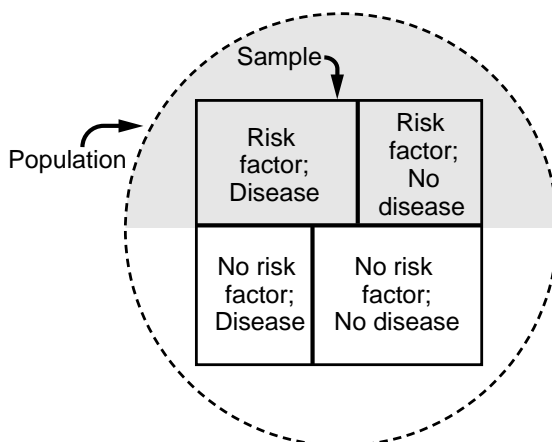 Sample
Population
Risk
factor;
Disease
Risk
factor;
No
disease
No risk
factor;
Disease
No risk
factor;
No disease